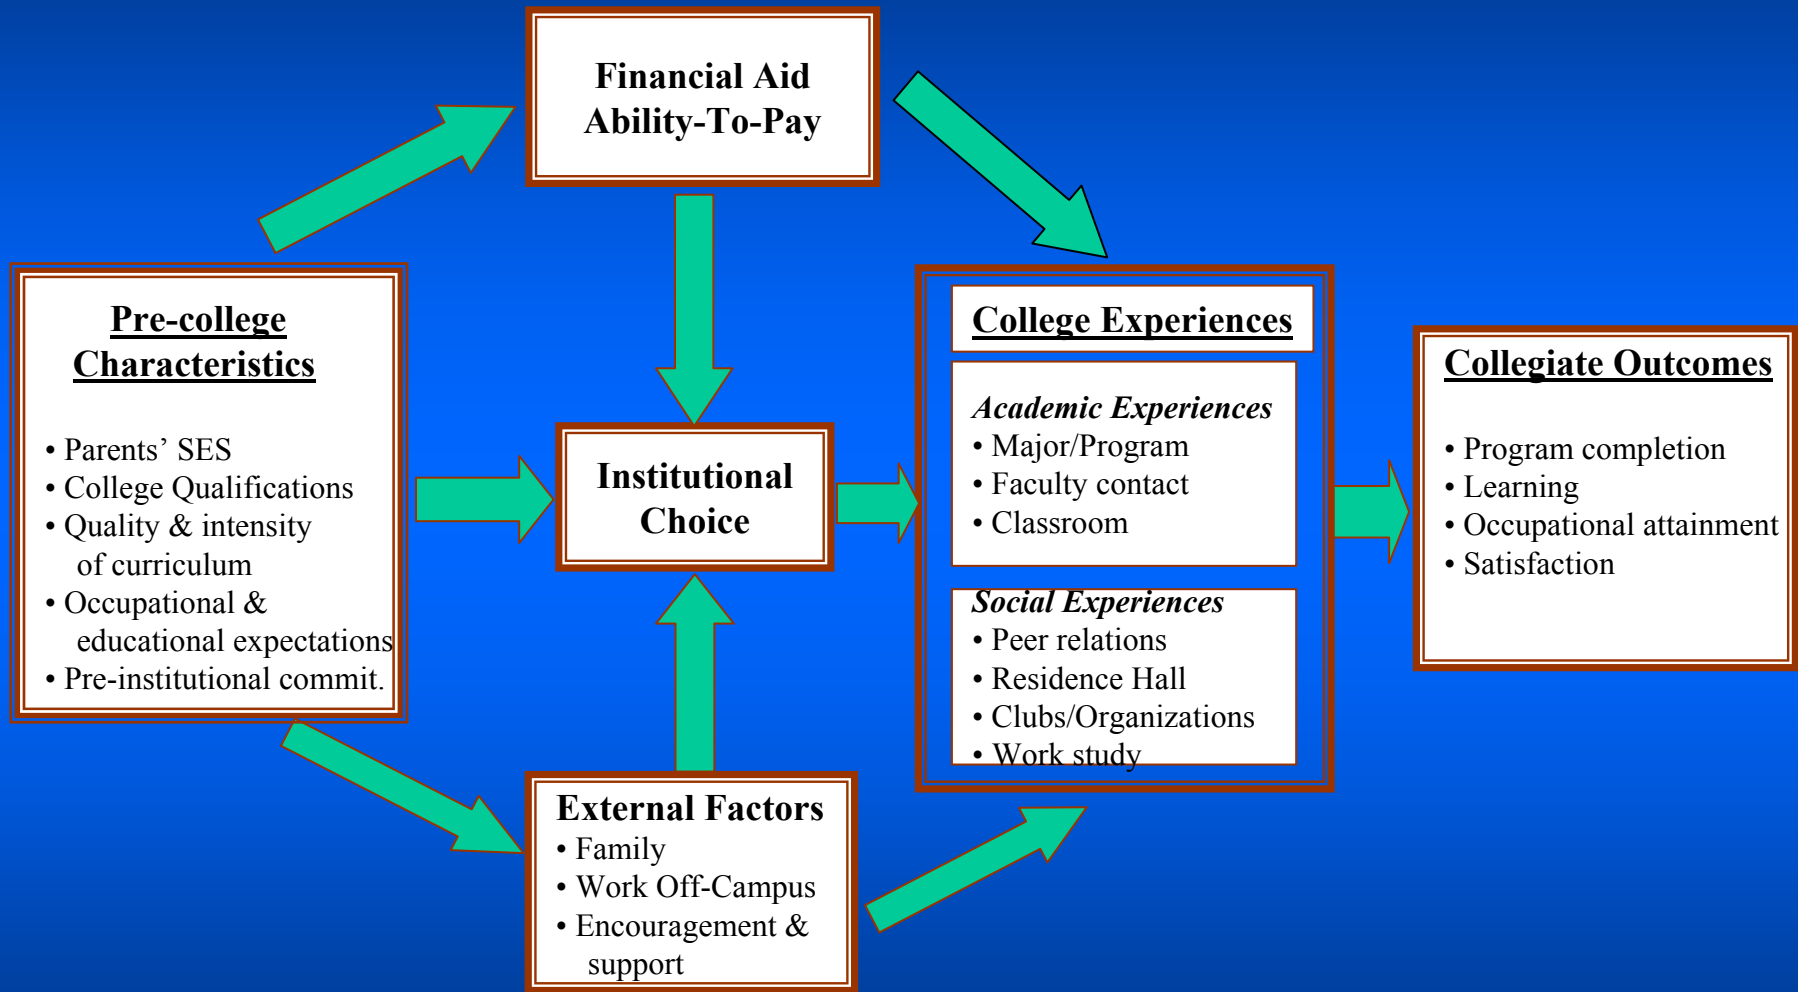 Financial Aid
Ability-To-Pay
Pre-college
Characteristics
• Parents’ SES
• College Qualifications
• Quality & intensity
of curriculum
• Occupational &
educational expectations
• Pre-institutional commit.
Institutional
Choice
External Factors
• Family
• Work Off-Campus
• Encouragement &
support
College Experiences
Academic Experiences
• Major/Program
• Faculty contact
• Classroom
Social Experiences
• Peer relations
• Residence Hall
• Clubs/Organizations
• Work study
Collegiate Outcomes
• Program completion
• Learning
• Occupational attainment
• Satisfaction